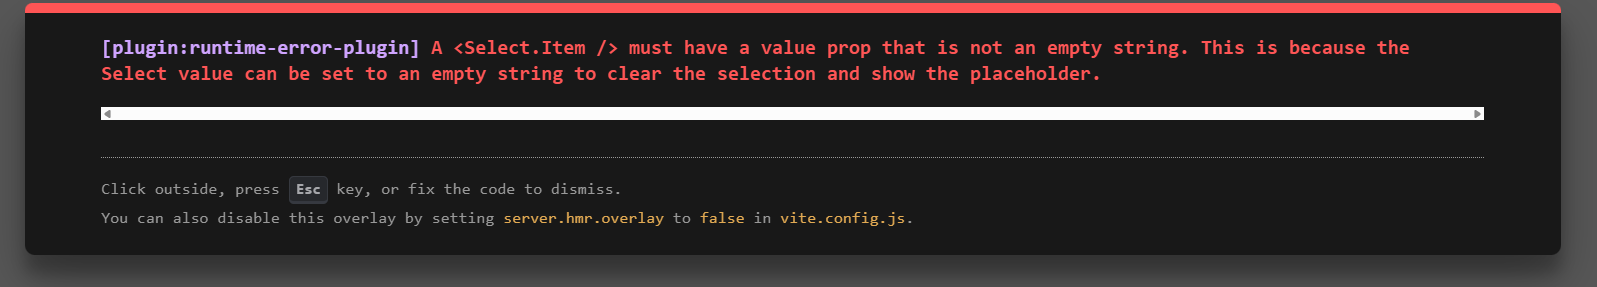 [plugin:runtime-error-plugin] A <Select.Item /> must have a value prop that is not an empty string. This is because the
Select value can be set to an empty string to clear the selection and show the placeholder.
Click outside, press Esc key, or fix the code to dismiss.
You can also disable this overlay by setting server.hmr.overlay to false in vite.config.js.